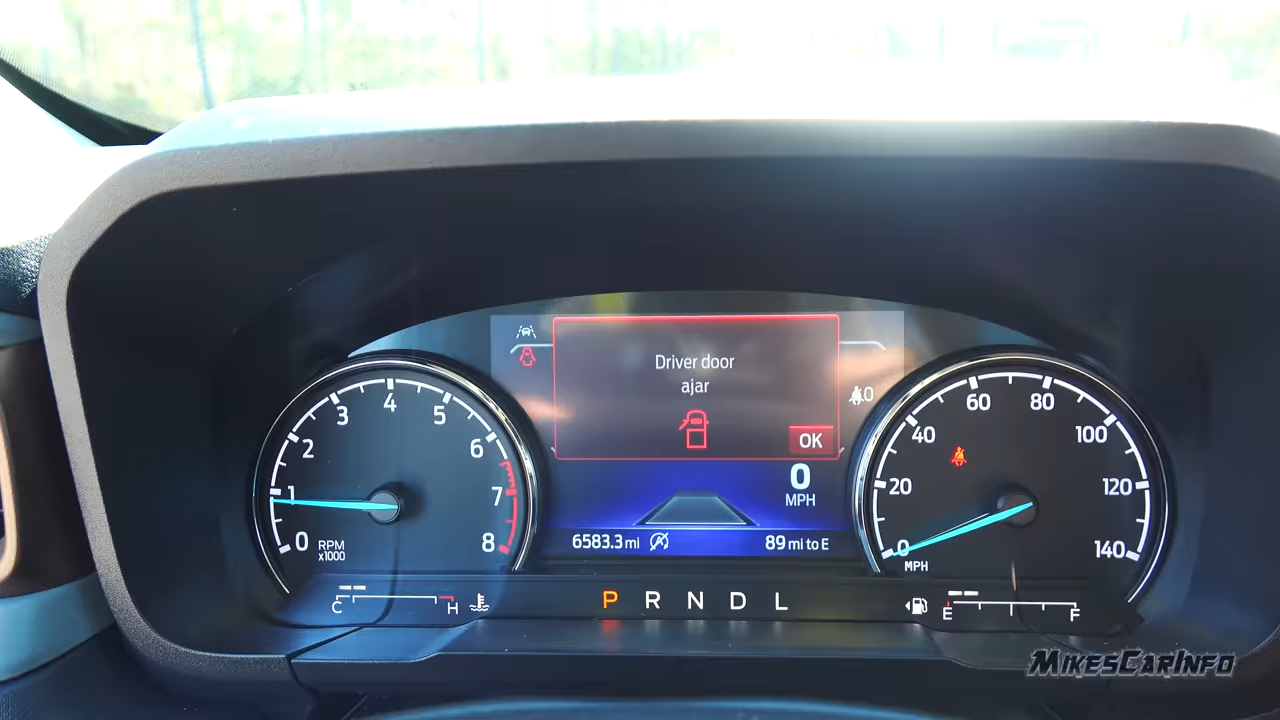 Driver door
ajar
OK
0
0
MPH
6583.3 mi
89 mi to E
0
1
2
3
4
5
6
7
8
RPM
x1000
0
20
40
60
80
100
120
140
MPH
C
H
P R N D L
E
F
MIKESCARINFO